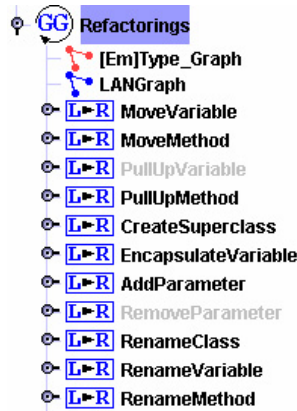 GG Refactorings
[Em]Type_Graph
LANGraph
L►R MoveVariable
L►R MoveMethod
L►R PullUpVariable
L►R PullUpMethod
L►R CreateSuperclass
L►R EncapsulateVariable
L►R AddParameter
L►R RemoveParameter
L►R RenameClass
L►R RenameVariable
L►R RenameMethod